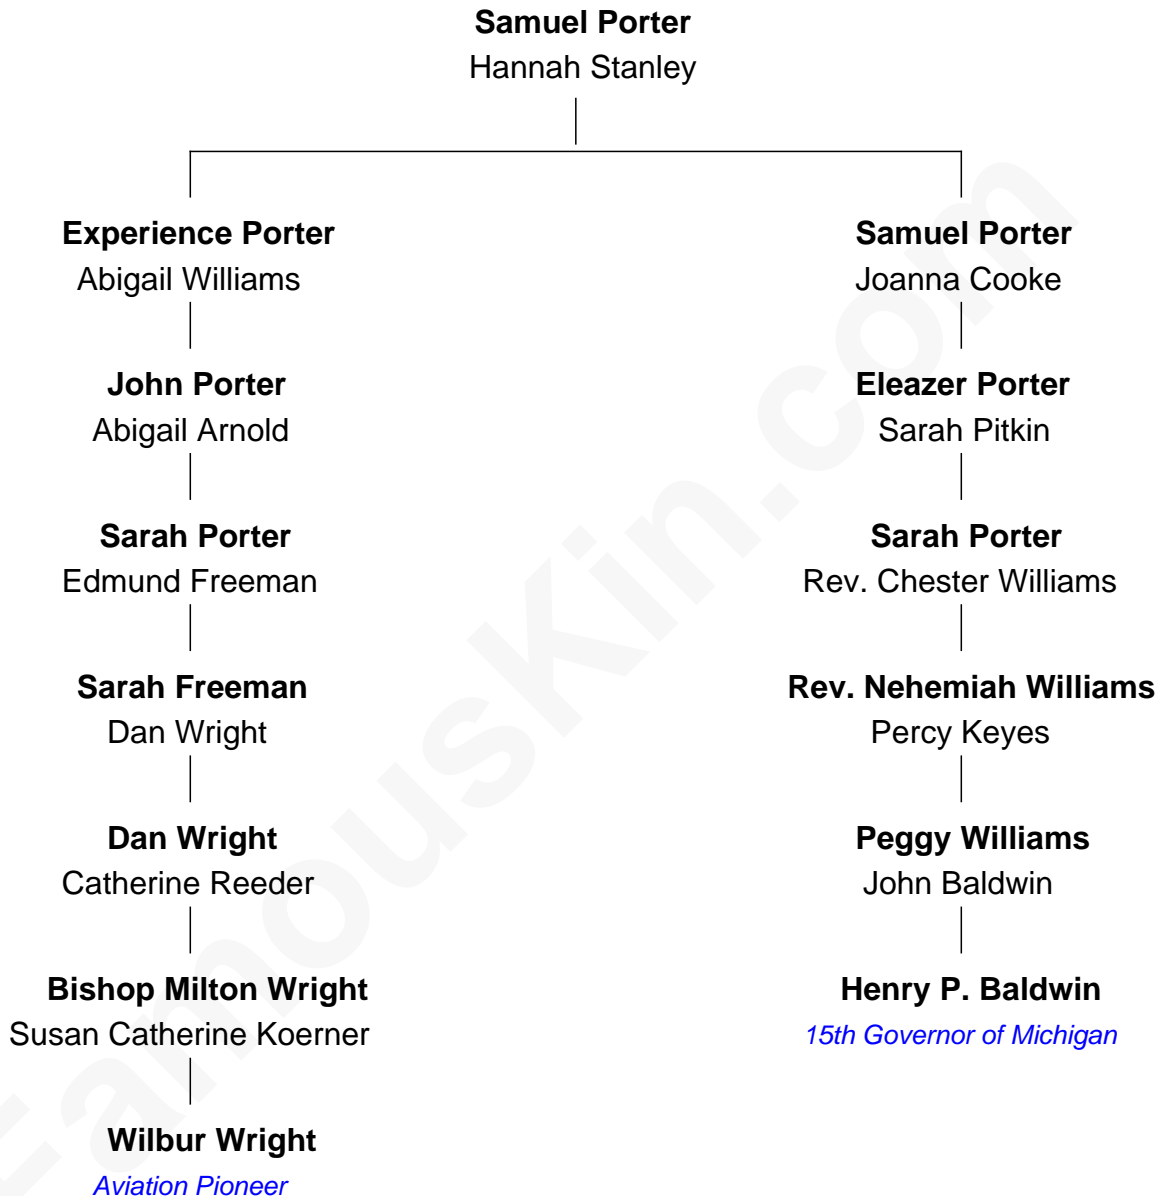 Samuel Porter
Hannah Stanley
Experience Porter
Abigail Williams
Samuel Porter
Joanna Cooke
John Porter
Abigail Arnold
Eleazer Porter
Sarah Pitkin
Sarah Porter
Edmund Freeman
Sarah Porter
Rev. Chester Williams
Sarah Freeman
Dan Wright
Rev. Nehemiah Williams
Percy Keyes
Dan Wright
Catherine Reeder
Peggy Williams
John Baldwin
Bishop Milton Wright
Susan Catherine Koerner
Henry P. Baldwin
15th Governor of Michigan
Wilbur Wright
Aviation Pioneer
FamousKin.com